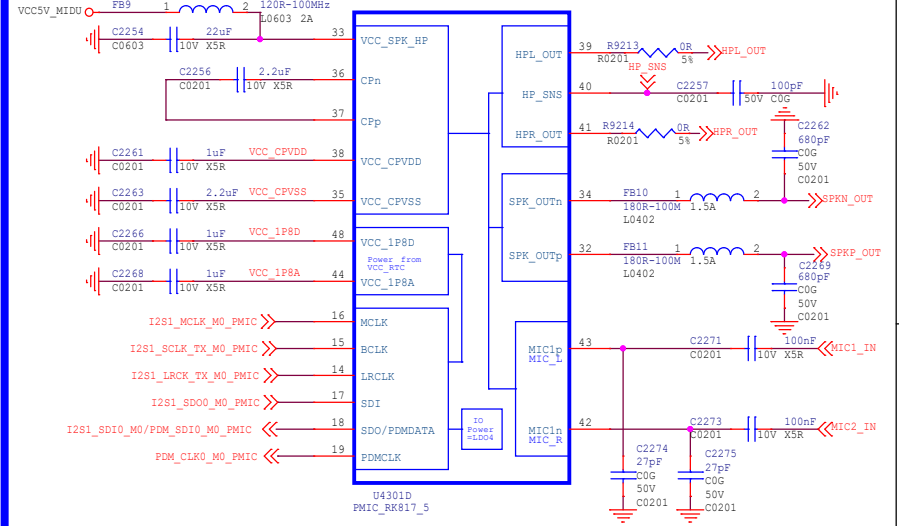 VCC5V_MIDU FB9 1 2 120R-100MHz
L0603 2A
C2254 22uF 33 VCC_SPK_HP
C0603 10V X5R
C2256 2.2uF 36 CPn
C0201 10V X5R
37 CPp
C2261 1uF VCC_CPVDD 38 VCC_CPVDD
C0201 10V X5R
C2263 2.2uF VCC_CPVSS 35 VCC_CPVSS
C0201 10V X5R
C2266 1uF VCC_1P8D 48 VCC_1P8D
C0201 10V X5R
Power from
VCC_RTC
C2268 1uF VCC_1P8A 44 VCC_1P8A
C0201 10V X5R
I2S1_MCLK_M0_PMIC 16 MCLK
I2S1_SCLK_TX_M0_PMIC 15 BCLK
I2S1_LRCK_TX_M0_PMIC 14 LRCLK
I2S1_SDO0_M0_PMIC 17 SDI
I2S1_SDI0_M0/PDM_SDI0_M0_PMIC 18 SDO/PDMDATA
PDM_CLK0_M0_PMIC 19 PDMCLK
IO
Power
=LDO4
HPL_OUT 39 R9213 0R HPL_OUT
R0201 5%
HP_SNS
HP_SNS 40 C2257 100pF
C0201 50V C0G
HPR_OUT 41 R9214 0R HPR_OUT
R0201 5%
C2262
680pF
C0G
50V
C0201
SPK_OUTn 34 FB10 1 2 SPKN_OUT
180R-100M 1.5A
L0402
SPK_OUTp 32 FB11 1 2 SPKP_OUT
180R-100M 1.5A
L0402
C2269
680pF
C0G
50V
C0201
MIC1p 43 C2271 100nF MIC1_IN
MIC_L C0201 10V X5R
MIC1n 42 C2273 100nF MIC2_IN
MIC_R C0201 10V X5R
C2274
27pF
C0G
50V
C0201
C2275
27pF
C0G
50V
C0201
U4301D
PMIC_RK817_5